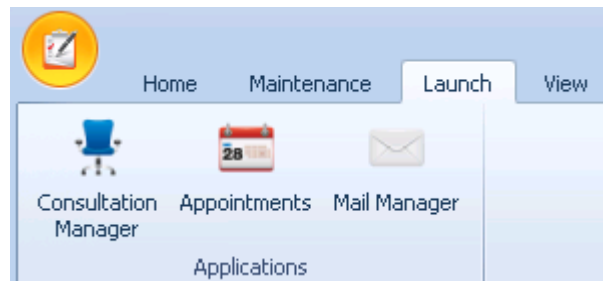 Home Maintenance Launch View
28
Consultation Manager Appointments Mail Manager
Applications